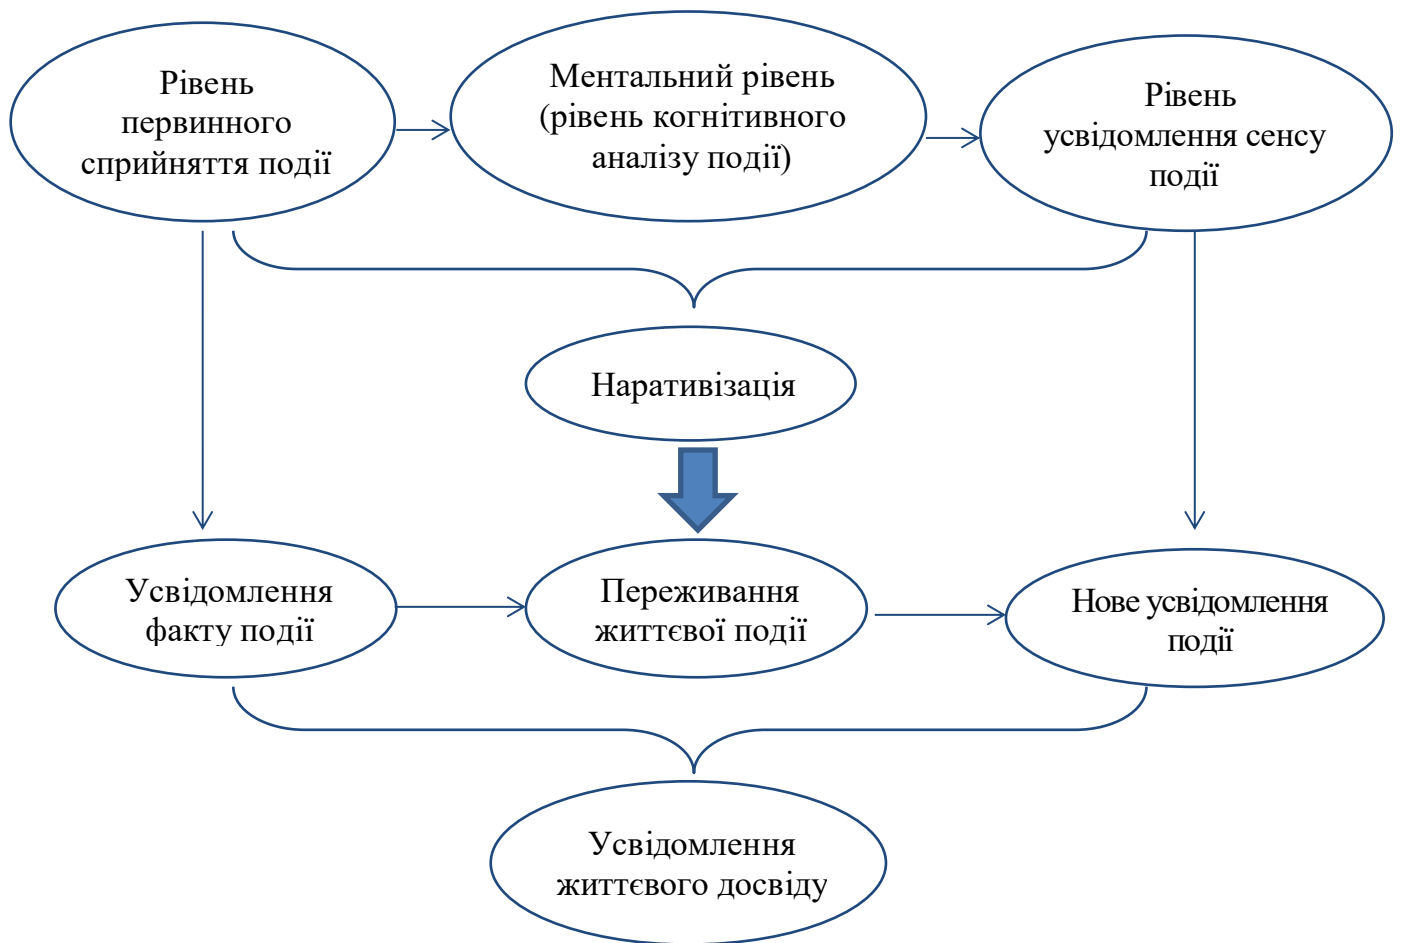 Рівень
первинного
сприйняття події
Ментальний рівень
(рівень когнітивного
аналізу події)
Рівень
усвідомлення сенсу
події
Наративізація
Усвідомлення
факту події
Переживання
життєвої події
Нове усвідомлення
події
Усвідомлення
життєвого досвіду